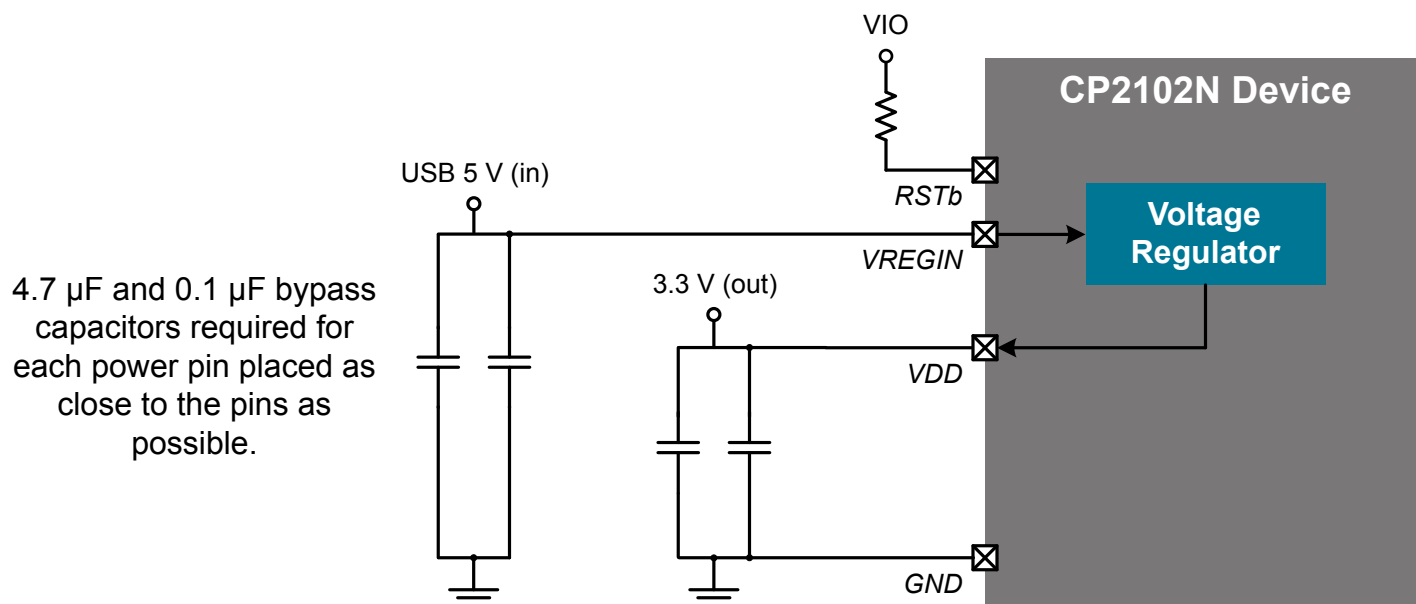 VIO
CP2102N Device
USB 5 V (in)
RSTb
Voltage
Regulator
VREGIN
4.7 µF and 0.1 µF bypass
capacitors required for
each power pin placed as
close to the pins as
possible.
3.3 V (out)
VDD
GND